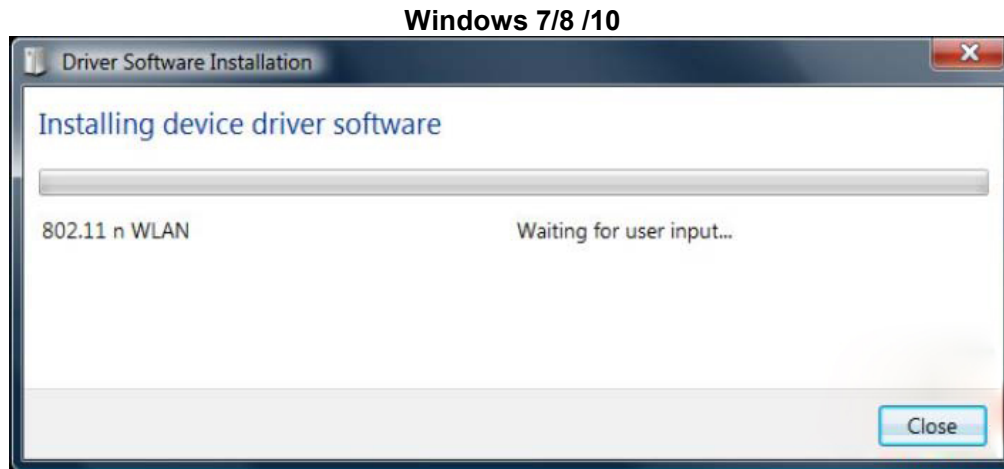 Windows 7/8 /10
Driver Software Installation
Installing device driver software
802.11 n WLAN Waiting for user input...
Close